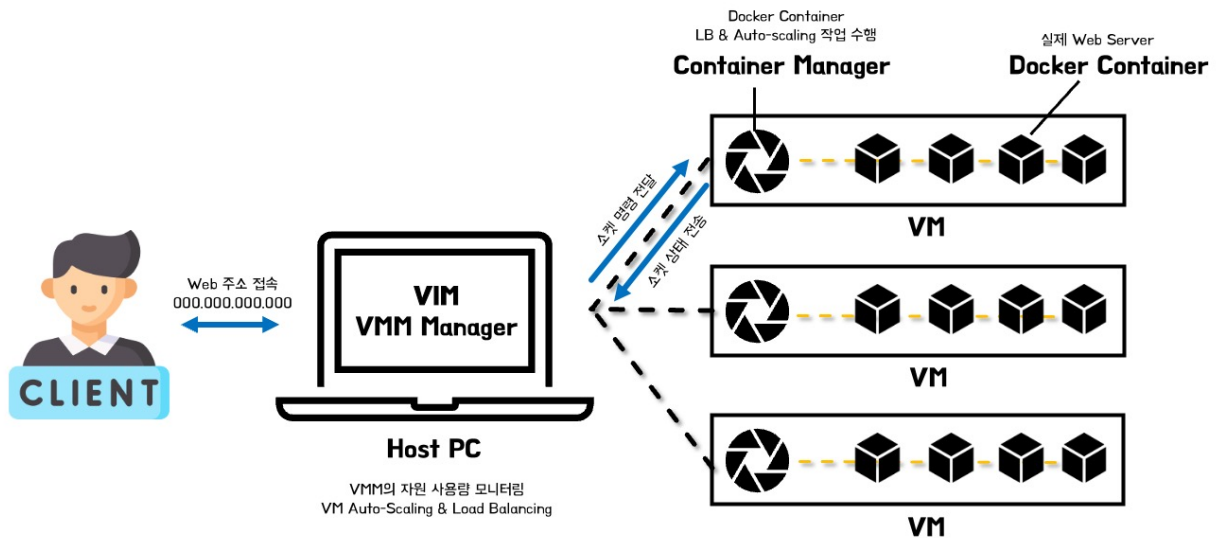 Docker Container
LB & Auto-scaling 작업 수행
Container Manager
실제 Web Server
Docker Container
소켓 명령 전달
소켓 상태 전송
VM
Web 주소 접속
000.000.000.000
CLIENT
VIM
VMM Manager
Host PC
VMM의 자원 사용량 모니터링
VM Auto-Scaling & Load Balancing
VM
VM